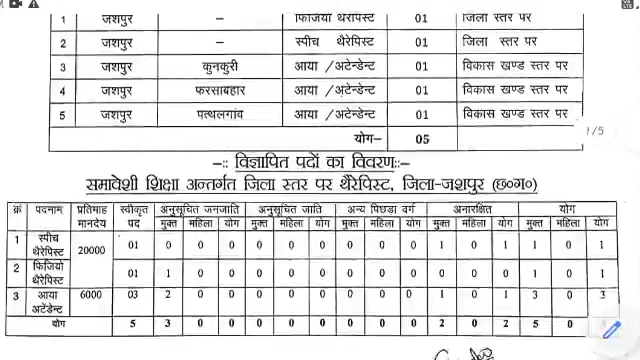 1 जशपुर – फिजियो थैरेपिस्ट 01 जिला स्तर पर
2 जशपुर – स्पीच थैरेपिस्ट 01 जिला स्तर पर
3 जशपुर कुनकुरी आया /अटेन्डेन्ट 01 विकास खण्ड स्तर पर
4 जशपुर फरसाबहार आया /अटेन्डेन्ट 01 विकास खण्ड स्तर पर
5 जशपुर पत्थलगांव आया /अटेन्डेन्ट 01 विकास खण्ड स्तर पर
योग– 05
1/5
–:: विज्ञापित पदों का विवरण::–
समावेशी शिक्षा अन्तर्गत जिला स्तर पर थैरेपिस्ट, जिला-जशपुर (छ०ग०)
क्रं पदनाम प्रतिमाह मानदेय स्वीकृत पद अनुसूचित जनजाति अनुसूचित जाति अन्य पिछडा वर्ग अनारक्षित योग
मुक्त महिला योग मुक्त महिला योग मुक्त महिला योग मुक्त महिला योग मुक्त महिला योग
1 स्पीच थैरेपिस्ट 20000 01 0 0 0 0 0 0 0 0 0 1 0 1 1 0 1
2 फिजियो थैरेपिस्ट 01 1 0 0 0 0 0 0 0 0 0 0 0 1 0 1
3 आया अटेंडेन्ट 6000 03 2 0 0 0 0 0 0 0 0 1 0 1 3 0 3
योग 5 3 0 0 0 0 0 0 0 0 2 0 2 5 0